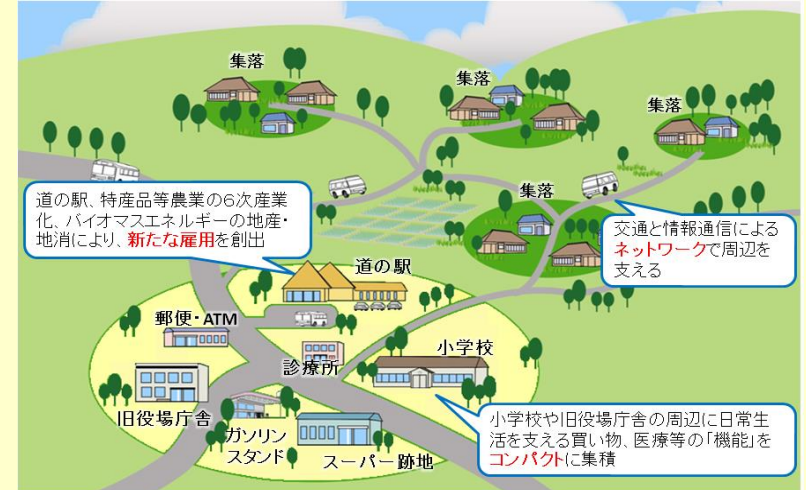 集落
集落
集落
道の駅、特産品等農業の6次産業
化、バイオマスエネルギーの地産・
地消により、新たな雇用を創出
集落
交通と情報通信による
ネットワークで周辺を
支える
道の駅
郵便・ATM
小学校
診療所
旧役場庁舎
ガソリン
スタンド
スーパー跡地
小学校や旧役場庁舎の周辺に日常生
活を支える買い物、医療等の「機能」を
コンパクトに集積